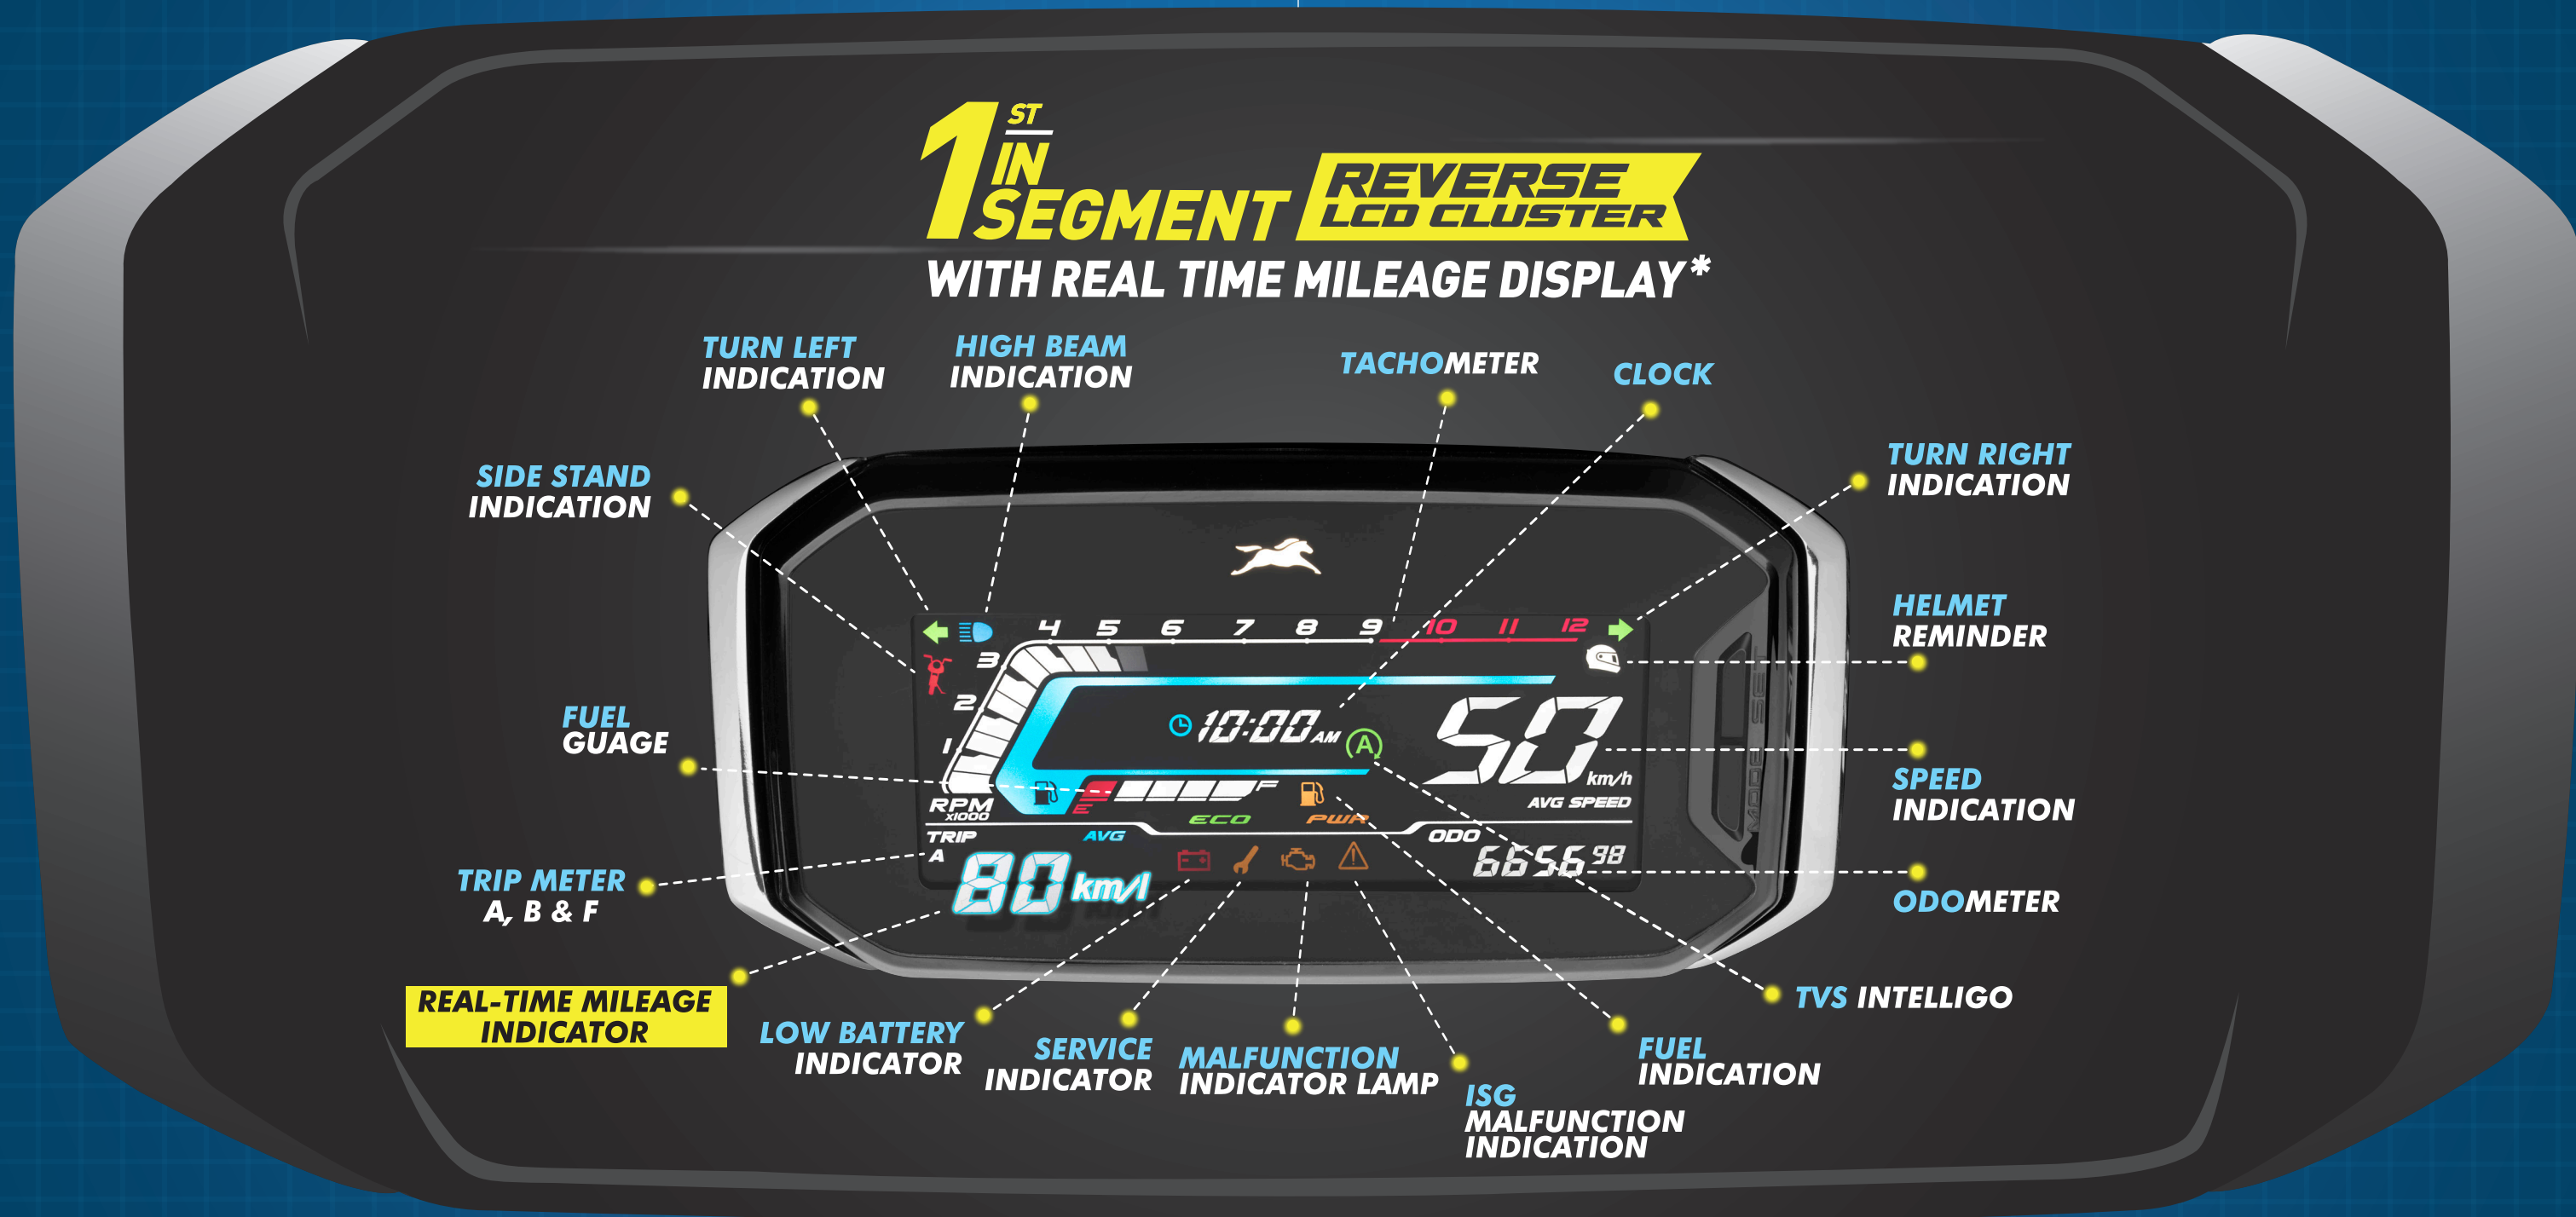 1ST
IN
SEGMENT
REVERSE
LCD CLUSTER
WITH REAL TIME MILEAGE DISPLAY*
TURN LEFT
INDICATION
HIGH BEAM
INDICATION
TACHOMETER
CLOCK
SIDE STAND
INDICATION
TURN RIGHT
INDICATION
HELMET
REMINDER
FUEL
GUAGE
SPEED
INDICATION
TRIP METER
A, B & F
ODOMETER
REAL-TIME MILEAGE
INDICATOR
LOW BATTERY
INDICATOR
SERVICE
INDICATOR
MALFUNCTION
INDICATOR LAMP
ISG
MALFUNCTION
INDICATION
FUEL
INDICATION
TVS INTELLIGO
4 5 6 7 8 9 10 11 12
3
2
1
RPM
x1000
10:00 AM
A
50
km/h
AVG SPEED
E F
ECO PWR
TRIP
A
AVG
80 km/l
ODO
6656 98
MODE SET